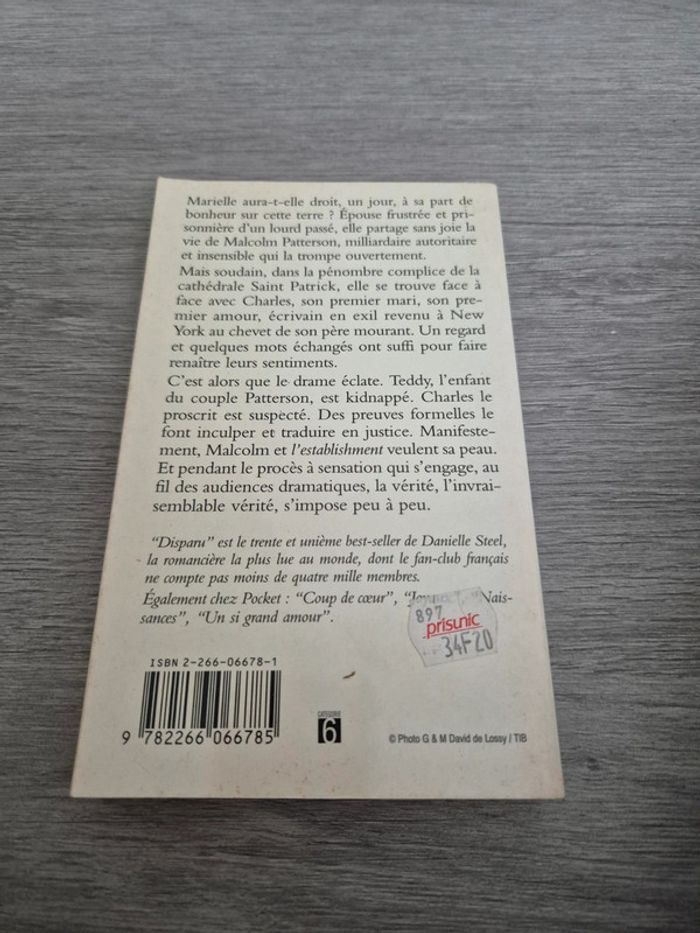 Marielle aura-t-elle droit, un jour, à sa part de
bonheur sur cette terre ? Épouse frustrée et pri-
sonnière d'un lourd passé, elle partage sans joie la
vie de Malcolm Patterson, milliardaire autoritaire
et insensible qui la trompe ouvertement.
Mais soudain, dans la pénombre complice de la
cathédrale Saint Patrick, elle se trouve face à
face avec Charles, son premier mari, son pre-
mier amour, écrivain en exil revenu à New
York au chevet de son père mourant. Un regard
et quelques mots échangés ont suffi pour faire
renaître leurs sentiments.
C'est alors que le drame éclate. Teddy, l'enfant
du couple Patterson, est kidnappé. Charles le
proscrit est suspecté. Des preuves formelles le
font inculper et traduire en justice. Manifeste-
ment, Malcolm et l'establishment veulent sa peau.
Et pendant le procès à sensation qui s'engage, au
fil des audiences dramatiques, la vérité, l'invrai-
semblable vérité, s'impose peu à peu.
"Disparu" est le trente et unième best-seller de Danielle Steel,
la romancière la plus lue au monde, dont le fan-club français
ne compte pas moins de quatre mille membres.
Également chez Pocket : "Coup de cœur", "Nais-
sances", "Un si grand amour".
897
prisunic
34F20
ISBN 2-266-06678-1
9 782266 066785
CATÉGORIE
6
© Photo G & M David de Lossy / TIB